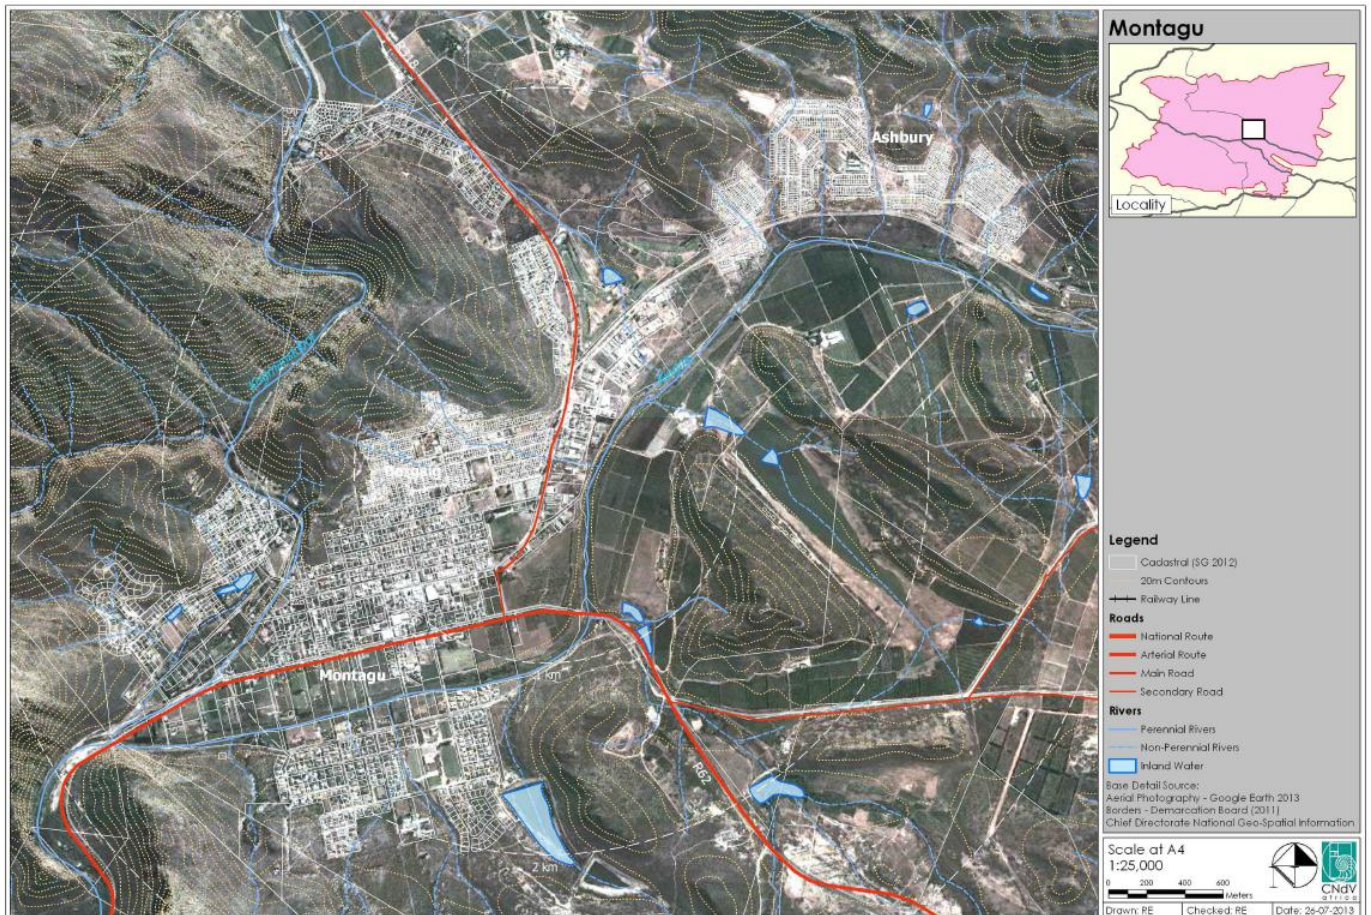 Montagu
Locality
Ashbury
Montagu
1 km
R62
2 km
Legend
Cadastral (SG 2012)
20m Contours
Railway Line
Roads
National Route
Arterial Route
Main Road
Secondary Road
Rivers
Perennial Rivers
Non-Perennial Rivers
Inland Water
Base Detail Source:
Aerial Photography - Google Earth 2013
Borders - Demarcation Board (2011)
Chief Directorate National Geo-Spatial Information
Scale at A4
1:25,000
0 200 400 600
Meters
CNdV
africa
Drawn: RE Checked: RE Date: 26-07-2013